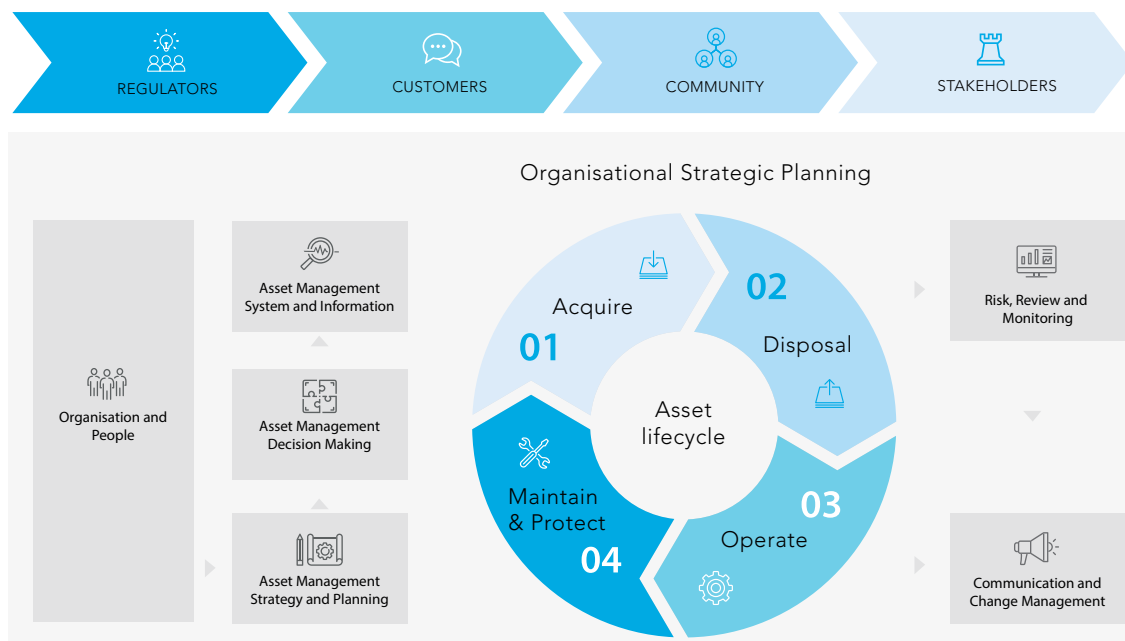 REGULATORS
CUSTOMERS
COMMUNITY
STAKEHOLDERS
Organisational Strategic Planning
Organisation and
People
Asset Management
System and Information
Asset Management
Decision Making
Asset Management
Strategy and Planning
Acquire
01
02
Disposal
Asset
lifecycle
03
Operate
Maintain
& Protect
04
Risk, Review and
Monitoring
Communication and
Change Management